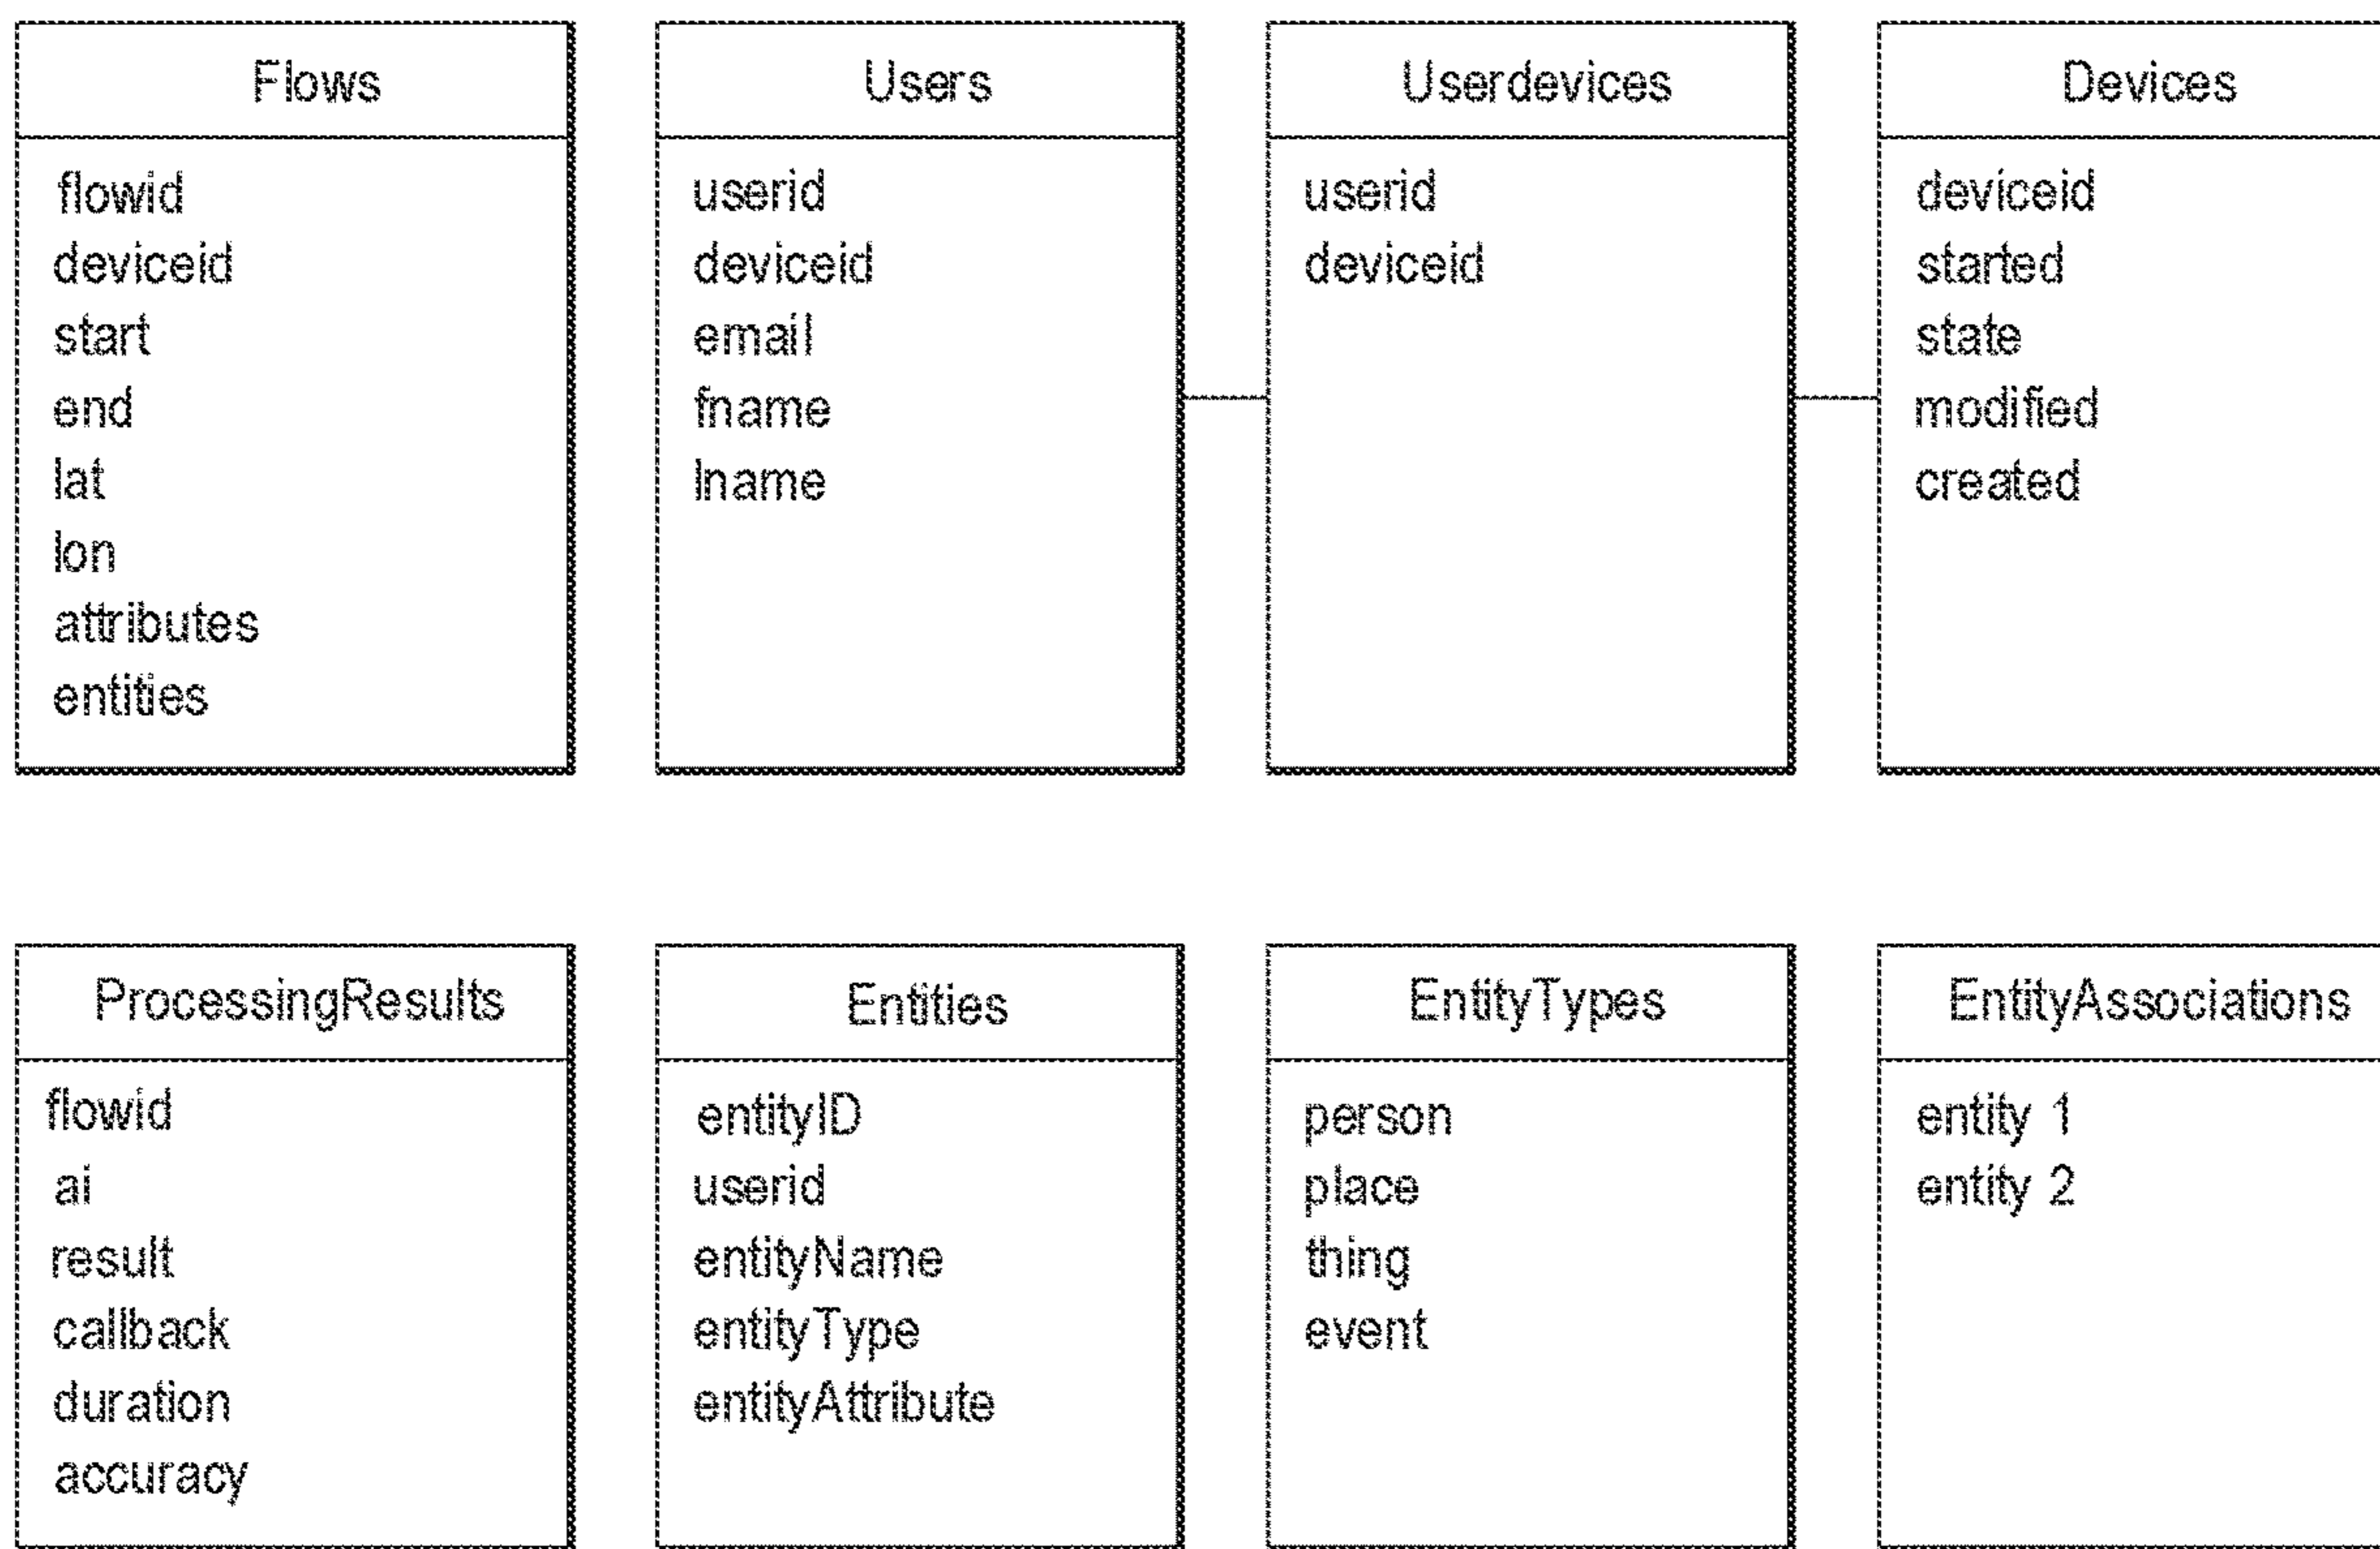 Flows
flowid
deviceid
start
end
lat
lon
attributes
entities
Users
userid
deviceid
email
fname
lname
Userdevices
userid
deviceid
Devices
deviceid
started
state
modified
created
ProcessingResults
flowid
ai
result
callback
duration
accuracy
Entities
entityID
userid
entityName
entityType
entityAttribute
EntityTypes
person
place
thing
event
EntityAssociations
entity 1
entity 2